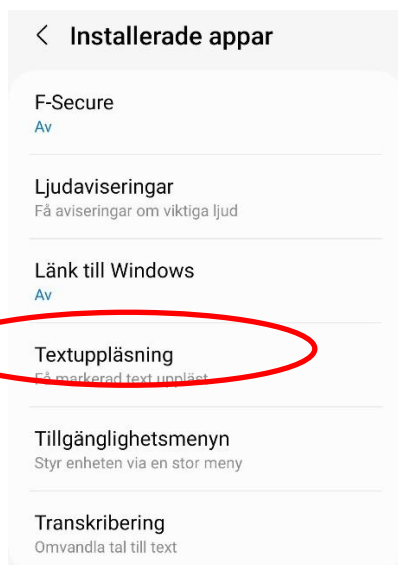 Installerade appar
F-Secure
Av
Ljudaviseringar
Få aviseringar om viktiga ljud
Länk till Windows
Av
Textuppläsning
Få markerad text uppläst
Tillgänglighetsmenyn
Styr enheten via en stor meny
Transkribering
Omvandla tal till text